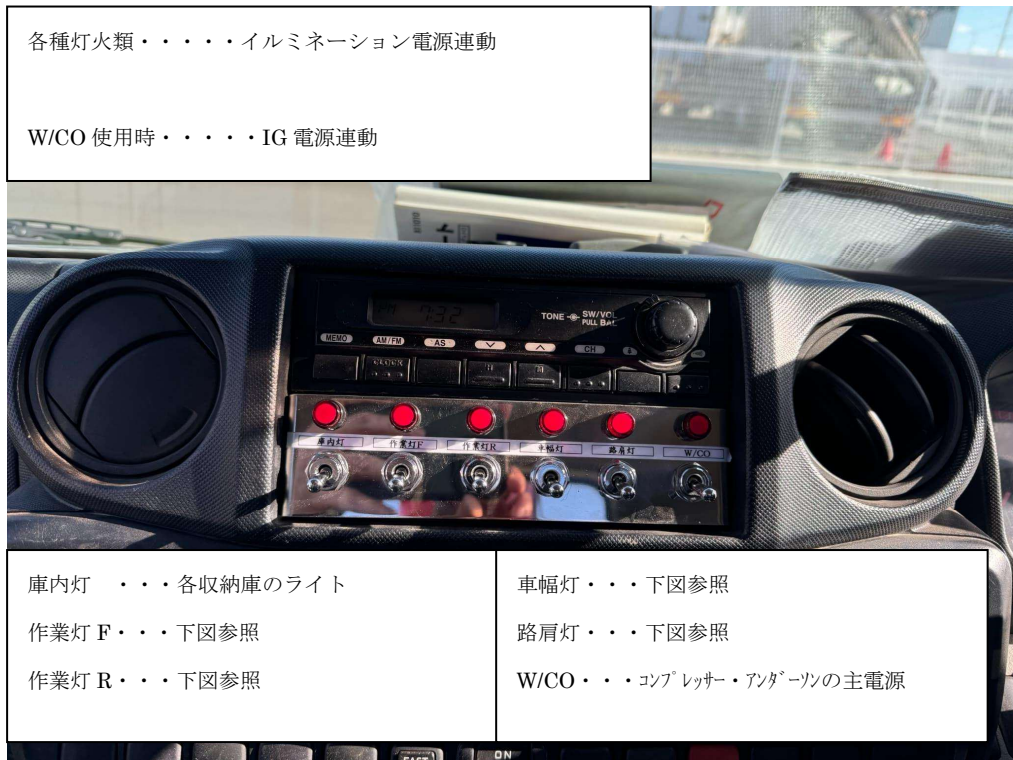 各種灯火類・・・・・イルミネーション電源連動
W/CO 使用時・・・・・IG 電源連動
PM 7:32
TONE SW/VOL
PULL BAL
MEMO AM/FM AS CH
CLOCK
庫内灯 作業灯F 作業灯R 車幅灯 路肩灯 W/CO
庫内灯 ・・・各収納庫のライト
作業灯 F・・・下図参照
作業灯 R・・・下図参照
車幅灯・・・下図参照
路肩灯・・・下図参照
W/CO・・・ｺﾝﾌﾟﾚｯｻｰ・ｱﾝﾀﾞｰｿﾝの主電源
ON